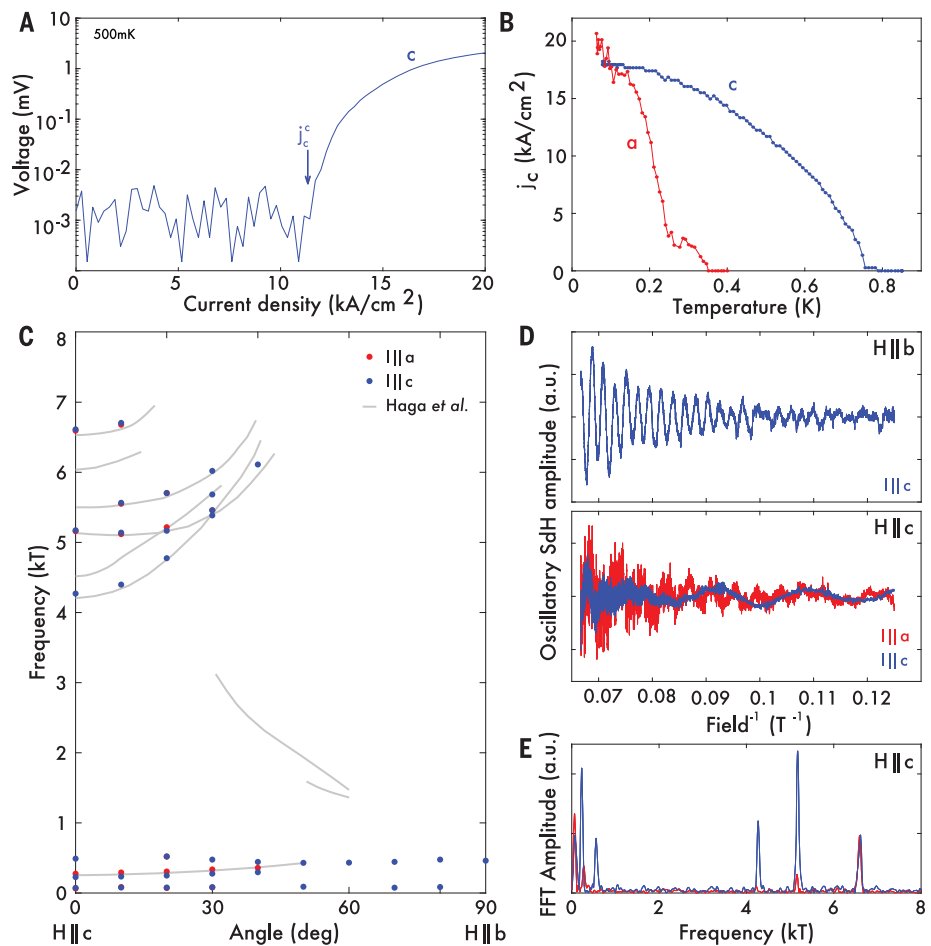 A
500mK
c
j_c^c
Voltage (mV)
10
1
10^-1
10^-2
10^-3
0
5
10
15
20
Current density (kA/cm^2)
B
a
c
j_c (kA/cm^2)
20
15
10
5
0
0
0.2
0.4
0.6
0.8
Temperature (K)
C
I||a
I||c
Haga et al.
Frequency (kT)
8
7
6
5
4
3
2
1
0
0
30
60
90
H||c
Angle (deg)
H||b
D
H||b
I||c
H||c
I||a
I||c
Oscillatory SdH amplitude (a.u.)
0.07
0.08
0.09
0.1
0.11
0.12
Field^-1 (T^-1)
E
H||c
FFT Amplitude (a.u.)
0
2
4
6
8
Frequency (kT)